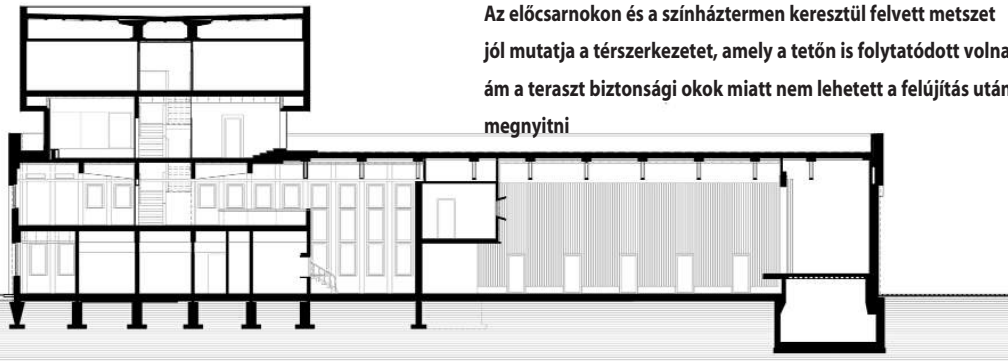 Az előcsarnokon és a színháztermen keresztül felvett metszet
jól mutatja a térszerkezetet, amely a tetőn is folytatódott volna
ám a teraszt biztonsági okok miatt nem lehetett a felújítás után
megnyitni